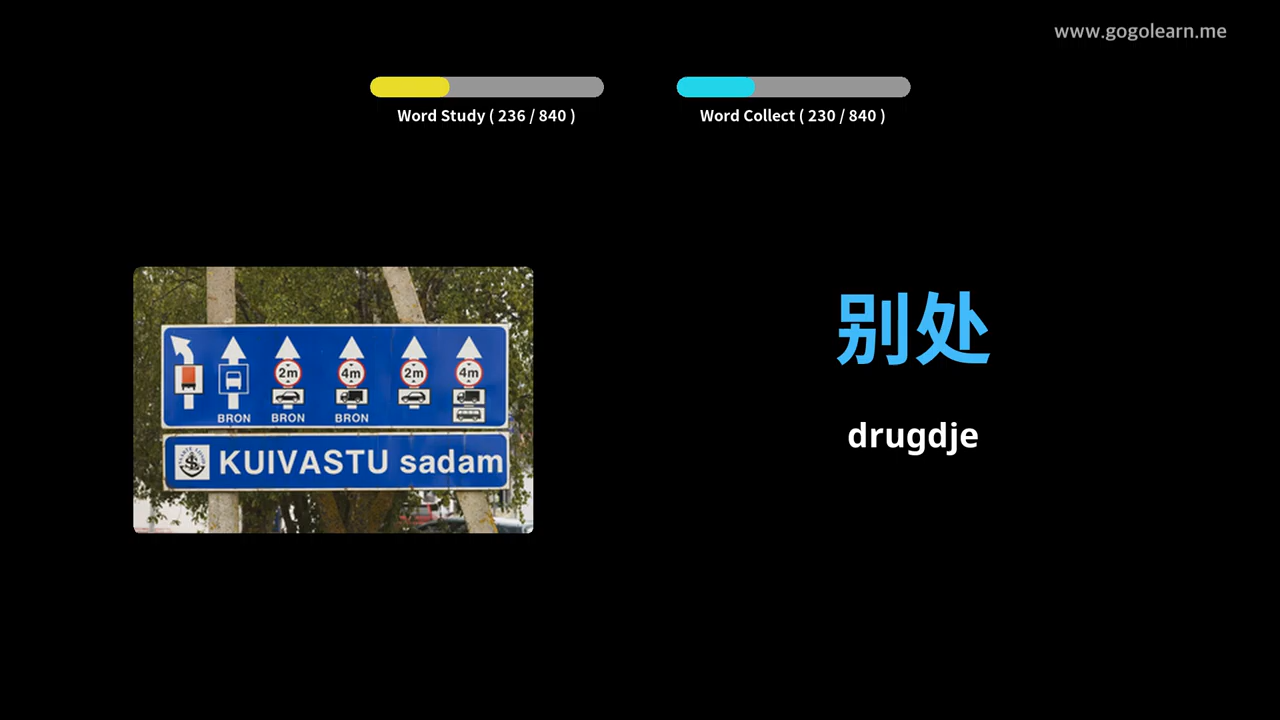 www.gogolearn.me
Word Study ( 236 / 840 )
Word Collect ( 230 / 840 )
2m 4m 2m 4m
BRON BRON BRON
KUIVASTU sadam
别处
drugdje